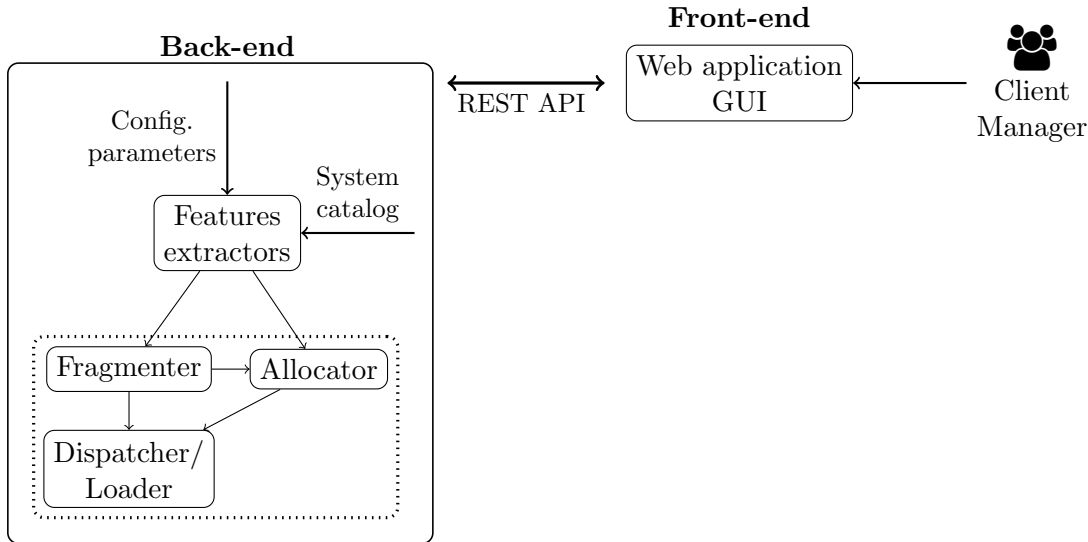 Front-end
Back-end
Web application
GUI
REST API
Client
Manager
Config.
parameters
System
catalog
Features
extractors
Fragmenter
Allocator
Dispatcher/
Loader